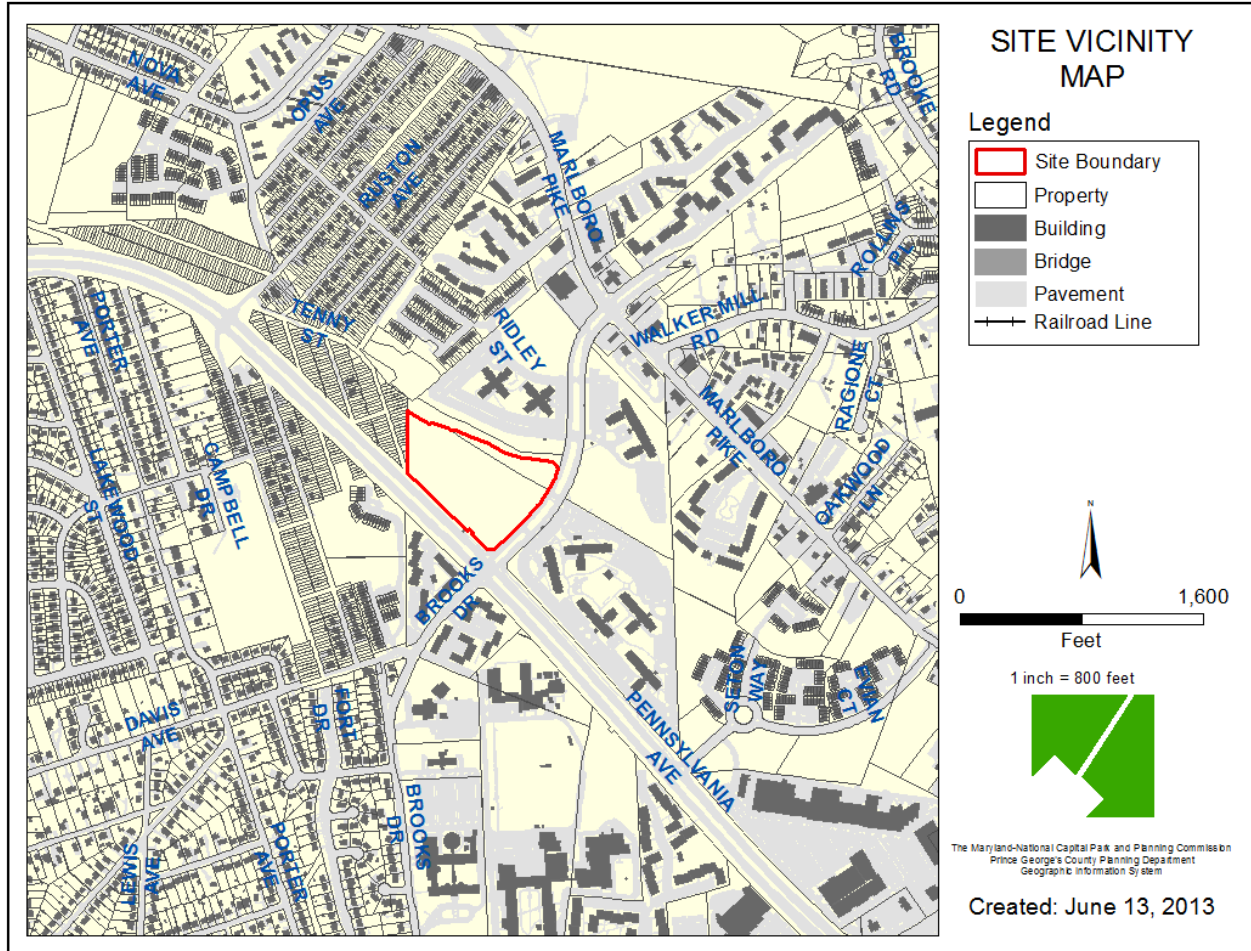 SITE VICINITY
MAP
Legend
Site Boundary
Property
Building
Bridge
Pavement
Railroad Line
N
0 1,600
Feet
1 inch = 800 feet
The Maryland-National Capital Park and Planning Commission
Prince George's County Planning Department
Geographic Information System
Created: June 13, 2013
NOVA
AVE
OPUS
AVE
RUSTON
AVE
MARLBORO
PIKE
BROOKE
RD
ROLLINS
PL
TENNY
ST
PORTER
AVE
RIDLEY
ST
WALKER MILL
RD
RAGIONE
CT
MARLBORO
PIKE
OAKWOOD
LN
LAKEWOOD
ST
CAMPBELL
DR
BROOKS
DR
SETON
WAY
EVIAN
CT
DAVIS
AVE
FORT
DR
PENNSYLVANIA
AVE
BROOKS
DR
LEWIS
AVE
PORTER
AVE